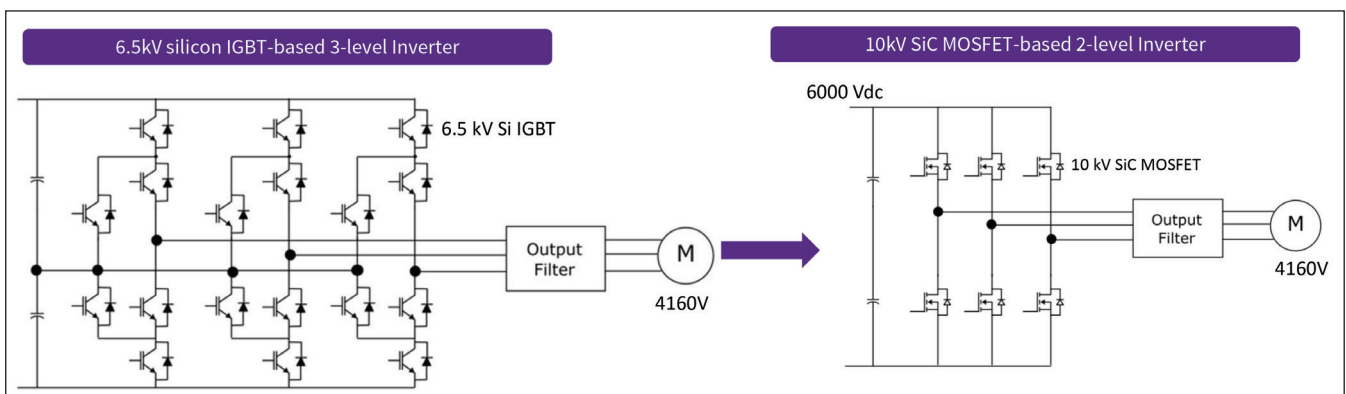 6.5kV silicon IGBT-based 3-level Inverter
6.5 kV Si IGBT
Output
Filter
M
4160V
10kV SiC MOSFET-based 2-level Inverter
6000 Vdc
10 kV SiC MOSFET
Output
Filter
M
4160V